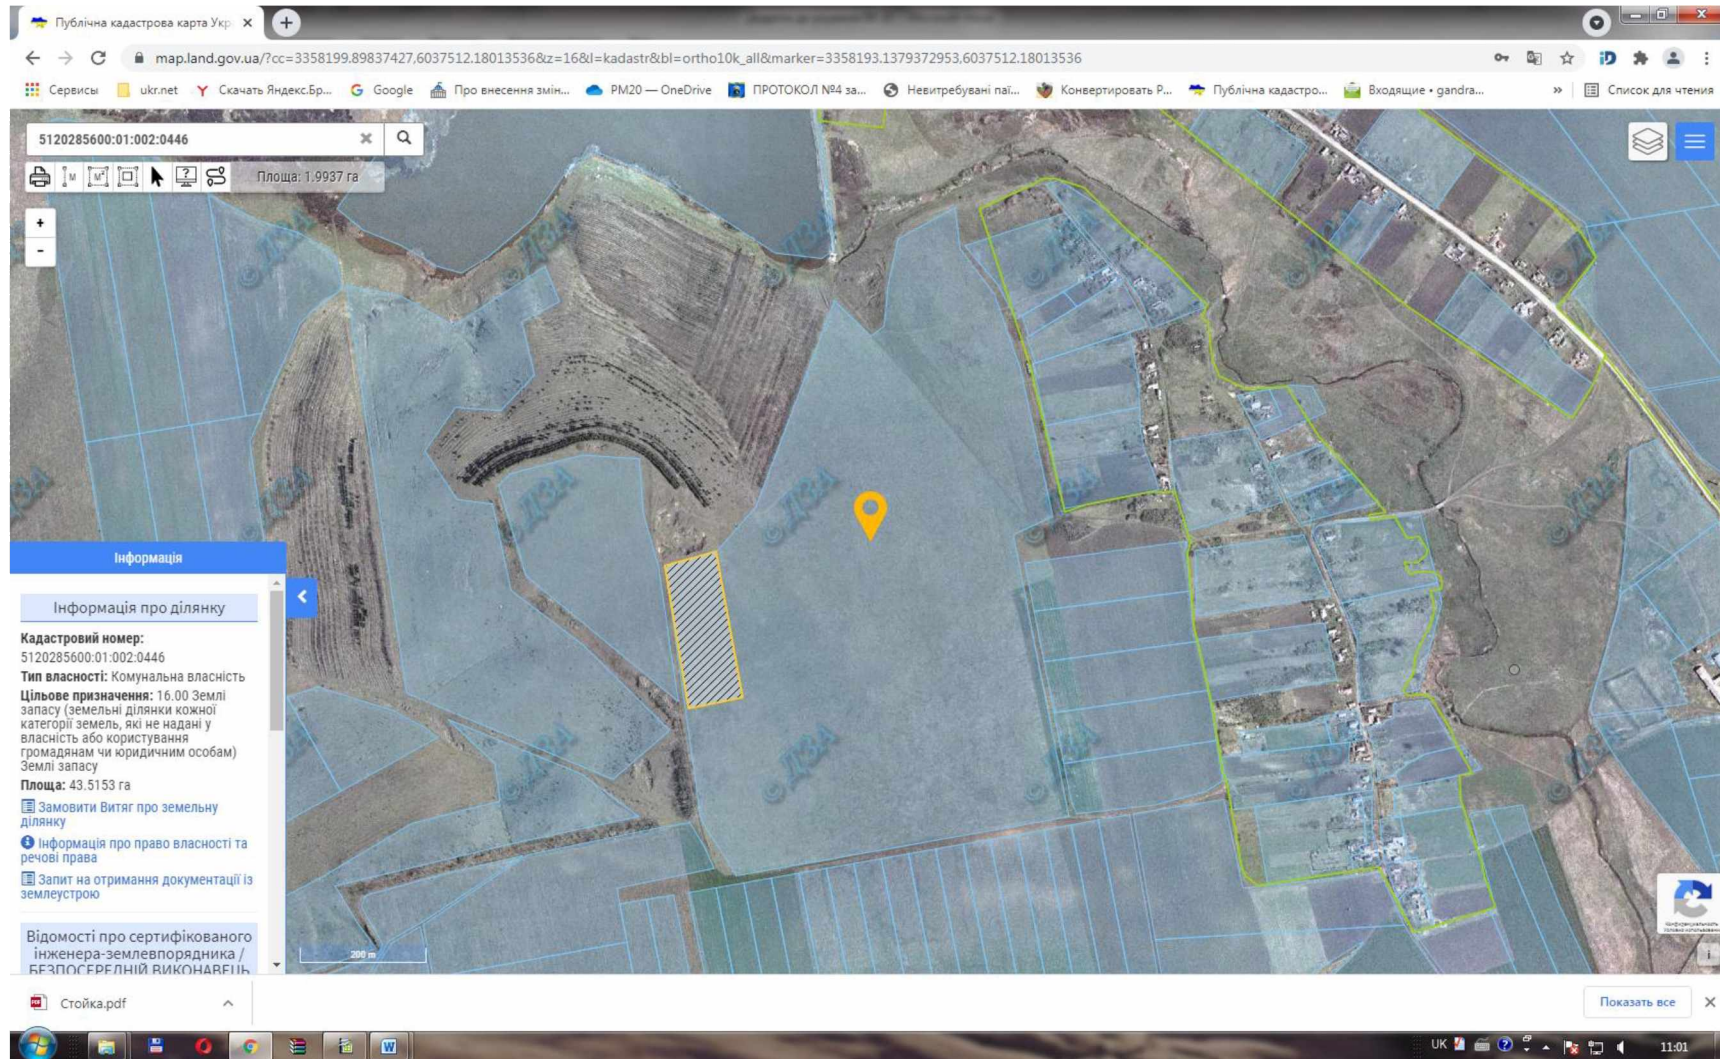 Публічна кадастрова карта Укр
map.land.gov.ua/?cc=3358199.89837427,6037512.18013536&z=16&l=kadastr&bl=ortho10k_all&marker=3358193.1379372953,6037512.18013536
Сервисы ukr.net Скачать Яндекс.Бр... Google Про внесення змін... PM20 — OneDrive ПРОТОКОЛ №4 за... Невитребувані паї... Конвертировать Р... Публічна кадастро... Входящие • gandra... » Список для чтения
5120285600:01:002:0446
Площа: 1.9937 га
+
-
© ДЗА
Інформація
Інформація про ділянку
Кадастровий номер:
5120285600:01:002:0446
Тип власності: Комунальна власність
Цільове призначення: 16.00 Землі
запасу (земельні ділянки кожної
категорії земель, які не надані у
власність або користування
громадянам чи юридичним особам)
Землі запасу
Площа: 43.5153 га
Замовити Витяг про земельну
ділянку
Інформація про право власності та
речові права
Запит на отримання документації із
землеустрою
Відомості про сертифікованого
інженера-землевпорядника /
БЕЗПОСЕРЕДНІЙ ВИКОНАВЕЦЬ
200 m
Стойка.pdf
Показать все
UK
11:01